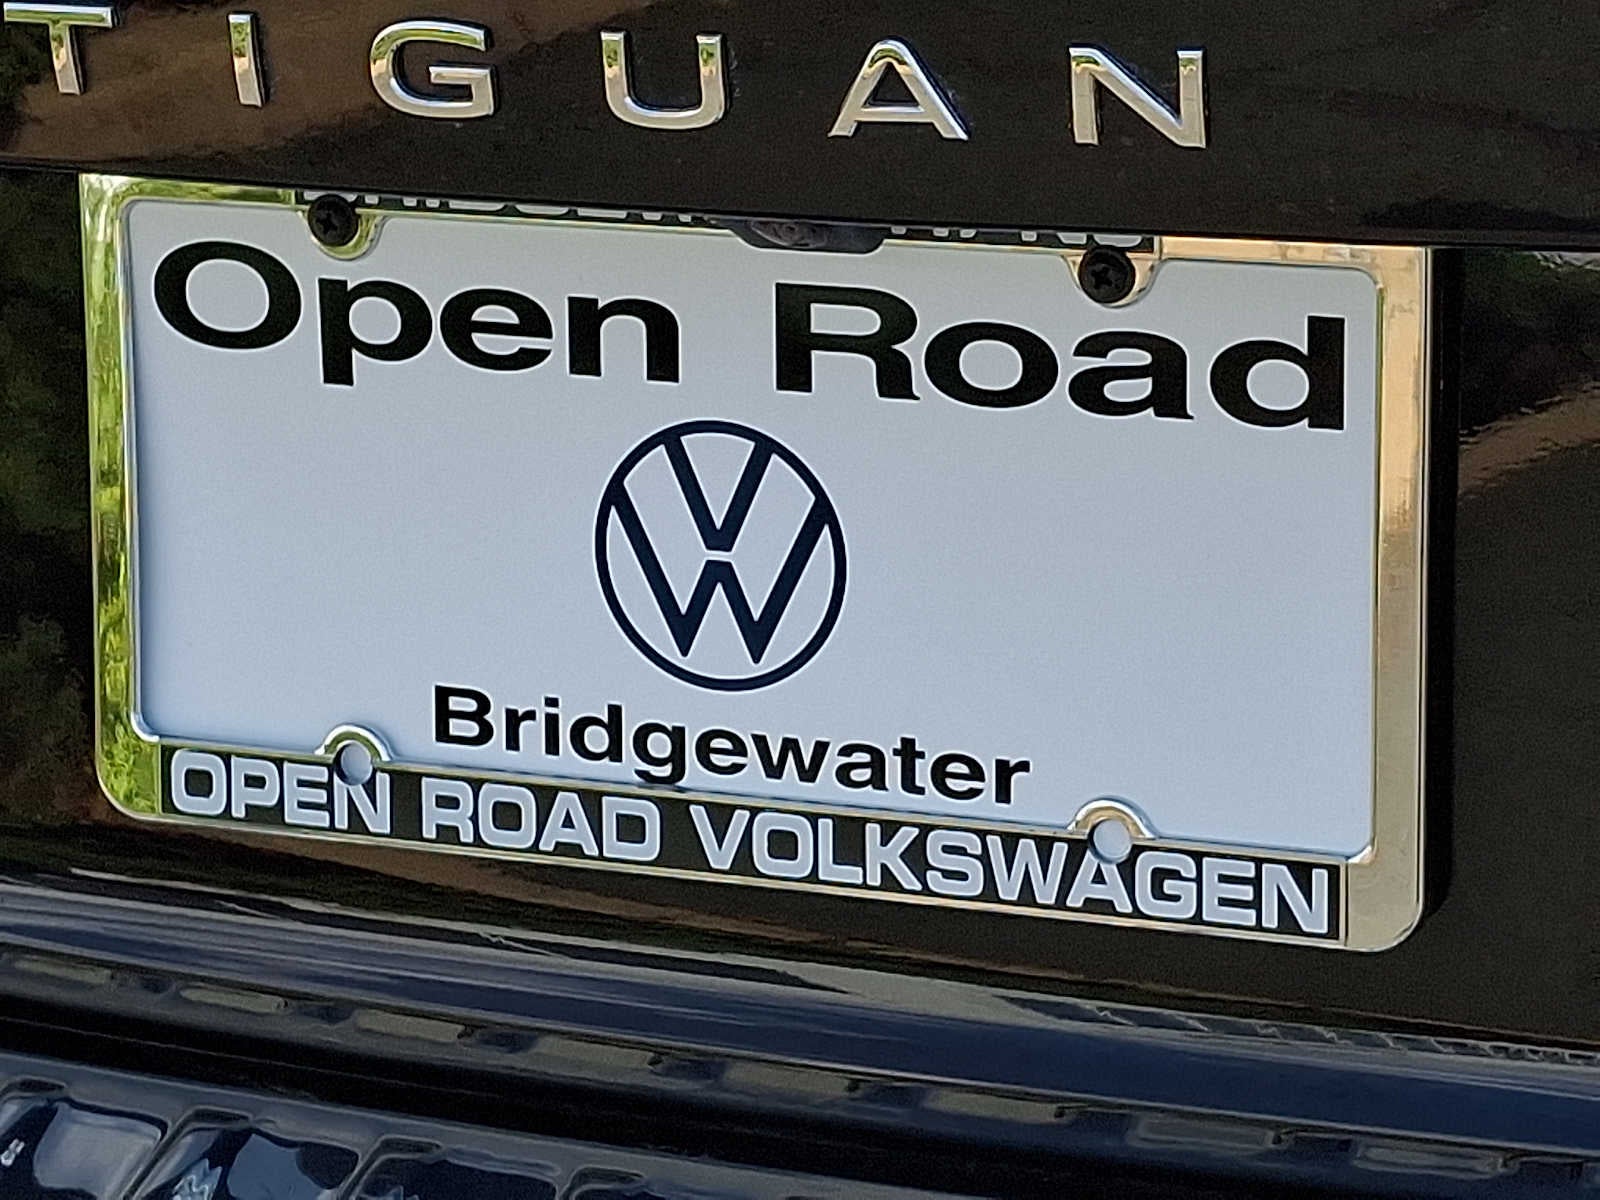 TIGUAN
Open Road
Bridgewater
OPEN ROAD VOLKSWAGEN